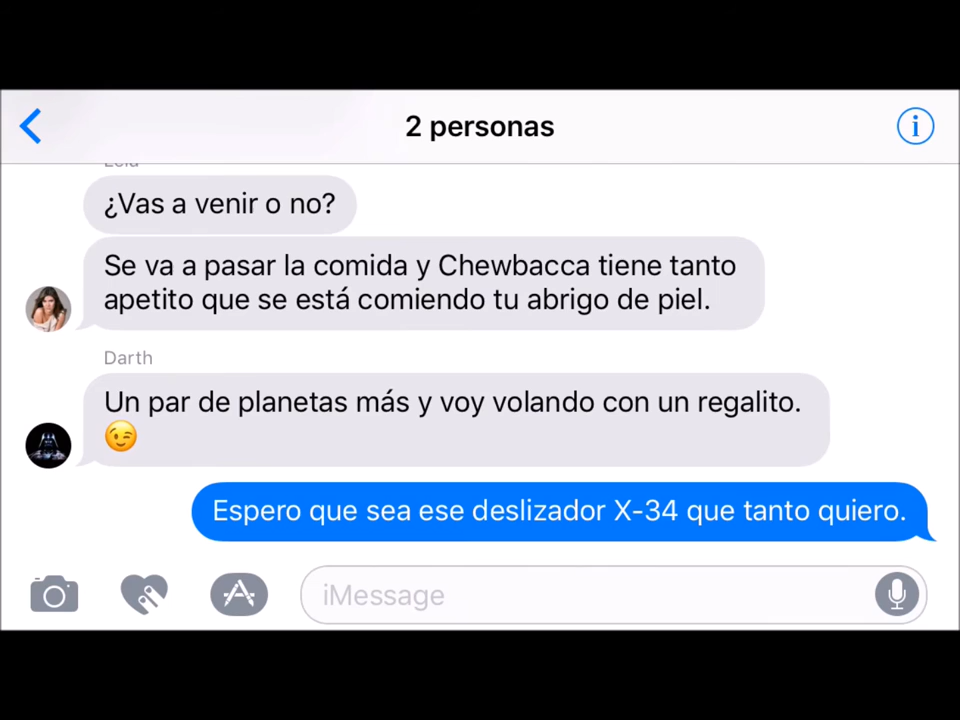 2 personas
¿Vas a venir o no?
Se va a pasar la comida y Chewbacca tiene tanto
apetito que se está comiendo tu abrigo de piel.
Darth
Un par de planetas más y voy volando con un regalito.
😉
Espero que sea ese deslizador X-34 que tanto quiero.
iMessage